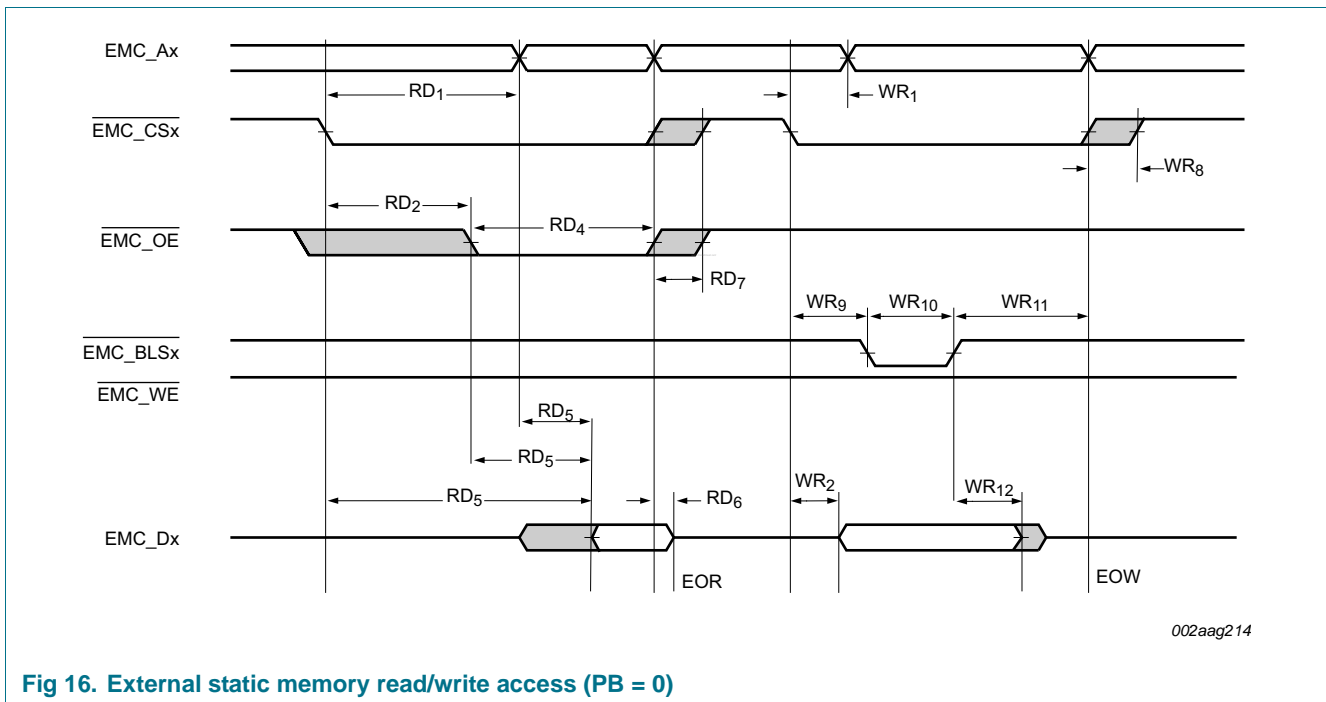 EMC_Ax
RD1
WR1
EMC_CSx
WR8
RD2
RD4
EMC_OE
RD7
WR9
WR10
WR11
EMC_BLSx
EMC_WE
RD5
RD5
RD5
RD6
WR2
WR12
EMC_Dx
EOR
EOW
002aag214
Fig 16. External static memory read/write access (PB = 0)